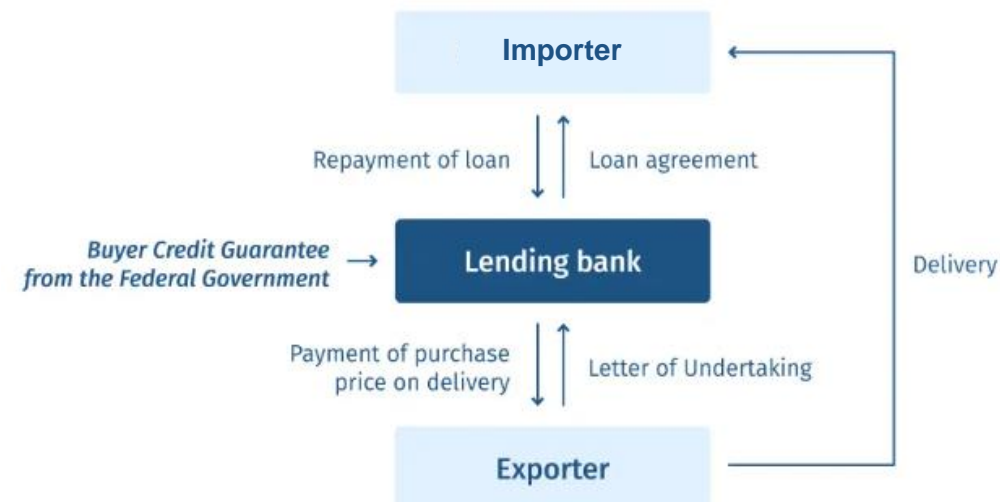 Importer
Repayment of loan
Loan agreement
Buyer Credit Guarantee
from the Federal Government
Lending bank
Delivery
Payment of purchase
price on delivery
Letter of Undertaking
Exporter